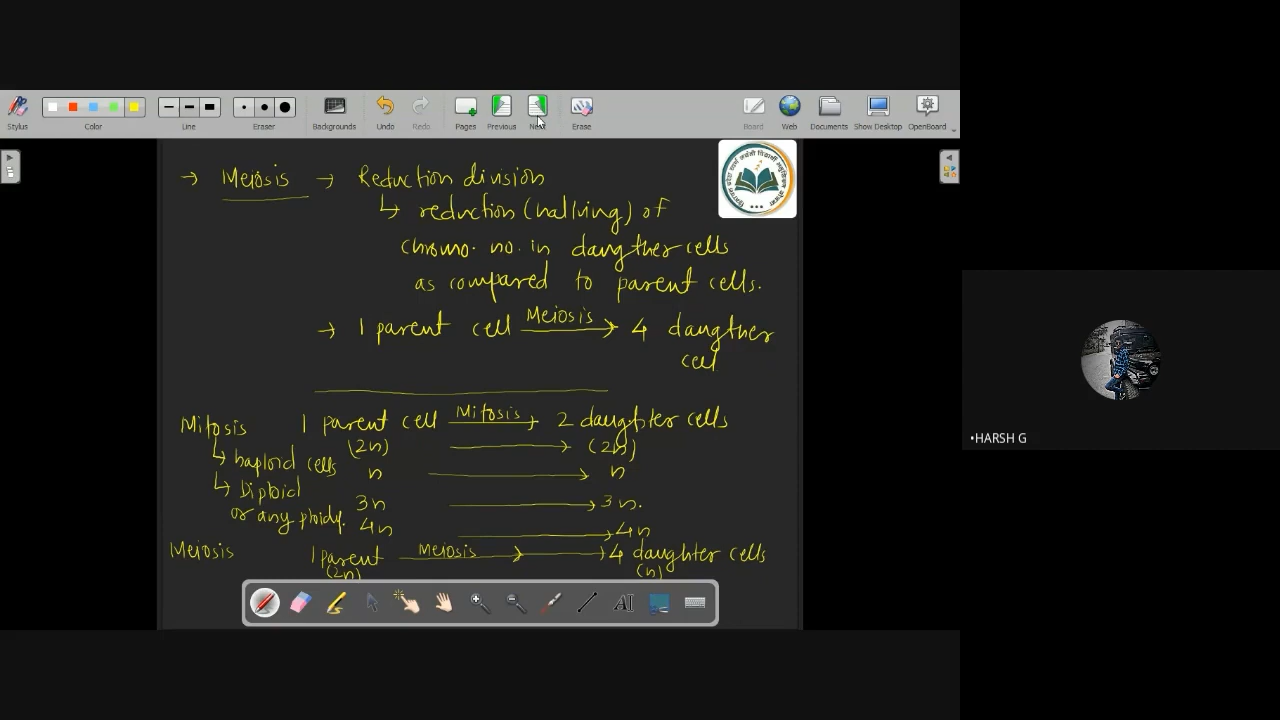 Stylus
Color
Line
Eraser
Backgrounds
Undo
Redo
Pages
Previous
Next
Erase
Board
Web
Documents
Show Desktop
OpenBoard
→ Meiosis → Reduction division
↳ reduction (halving) of
chromo. no. in daugther cells
as compared to parent cells.
→ 1 parent cell Meiosis → 4 daugther
cell
Mitosis 1 parent cell Mitosis → 2 daughter cells
(2n) → (2n)
↳ haploid cells n → n
↳ Diploid
or any ploidy. 3n → 3n.
4n → 4n
Meiosis 1 parent Meiosis → → 4 daughter cells
(2n) (n)
AI
•HARSH G